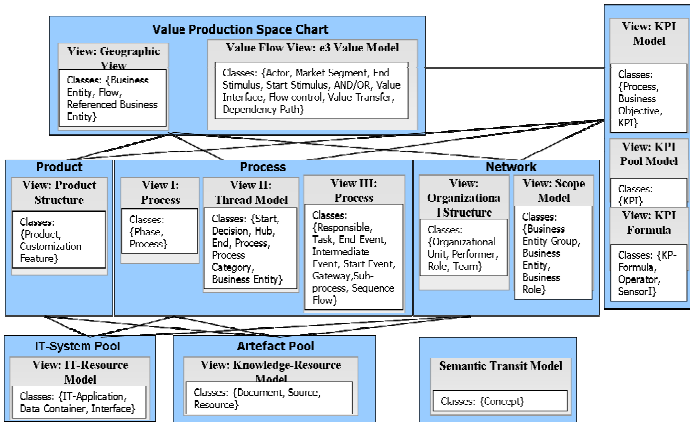 Value Production Space Chart
View: Geographic
View
Classes: {Business
Entity, Flow,
Referenced Business
Entity}
Value Flow View: e3 Value Model
Classes: {Actor, Market Segment, End
Stimulus, Start Stimulus, AND/OR, Value
Interface, Flow control, Value Transfer,
Dependency Path}
View: KPI
Model
Classes:
{Process,
Business
Objective,
KPI}
View: KPI
Pool Model
Classes:
{KPI}
View: KPI
Formula
Classes: {KP-
Formula,
Operator,
SensorI}
Product
View: Product
Structure
Classes:
{Product,
Customization
Feature}
Process
View I:
Process
Classes:
{Phase,
Process}
View II:
Thread Model
Classes: {Start,
Decision, Hub,
End, Process,
Process
Category,
Business Entity}
View III:
Process
Classes:
{Responsible,
Task, End Event,
Intermediate
Event, Start Event,
Gateway,Sub-
process, Sequence
Flow}
Network
View:
Organizationa
l Structure
Classes:
{Organizational
Unit, Performer,
Role, Team}
View: Scope
Model
Classes:
{Business
Entity Group,
Business
Entity,
Business
Role}
IT-System Pool
View: IT-Resource
Model
Classes: {IT-Application,
Data Container, Interface}
Artefact Pool
View: Knowledge-Resource
Model
Classes: {Document, Source,
Resource}
Semantic Transit Model
Classes: {Concept}